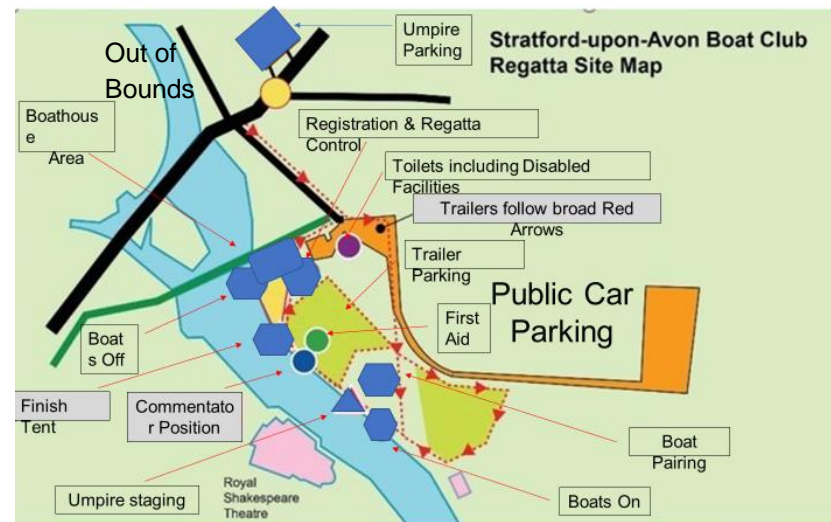 Umpire
Parking
Stratford-upon-Avon Boat Club
Regatta Site Map
Out of
Bounds
Boathous
e
Area
Registration & Regatta
Control
Toilets including Disabled
Facilities
Trailers follow broad Red
Arrows
Trailer
Parking
Public Car
Parking
First
Aid
Boat
s Off
Finish
Tent
Commentato
r Position
Boat
Pairing
Umpire staging
Royal
Shakespeare
Theatre
Boats On